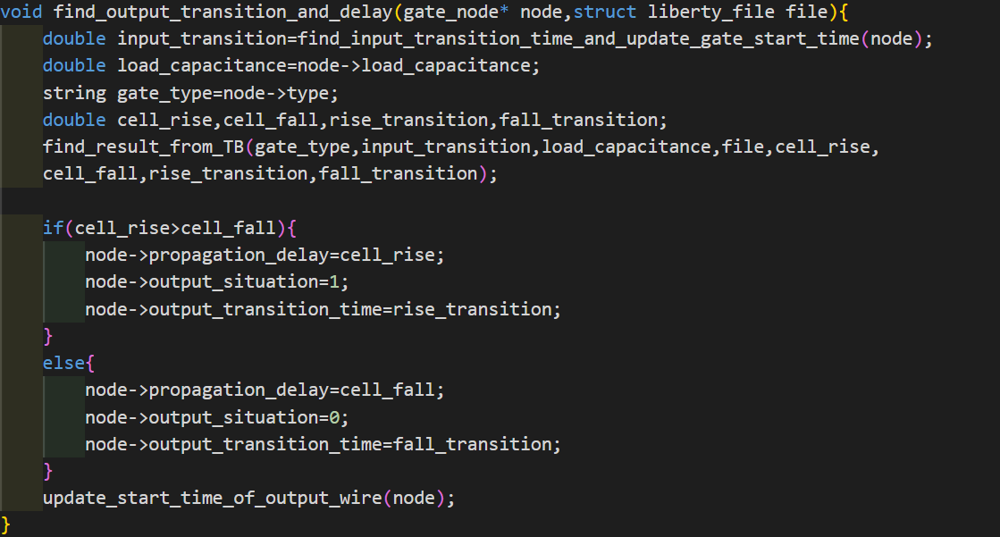 void find_output_transition_and_delay(gate_node* node,struct liberty_file file){
    double input_transition=find_input_transition_time_and_update_gate_start_time(node);
    double load_capacitance=node->load_capacitance;
    string gate_type=node->type;
    double cell_rise,cell_fall,rise_transition,fall_transition;
    find_result_from_TB(gate_type,input_transition,load_capacitance,file,cell_rise,
    cell_fall,rise_transition,fall_transition);

    if(cell_rise>cell_fall){
        node->propagation_delay=cell_rise;
        node->output_situation=1;
        node->output_transition_time=rise_transition;
    }
    else{
        node->propagation_delay=cell_fall;
        node->output_situation=0;
        node->output_transition_time=fall_transition;
    }
    update_start_time_of_output_wire(node);
}